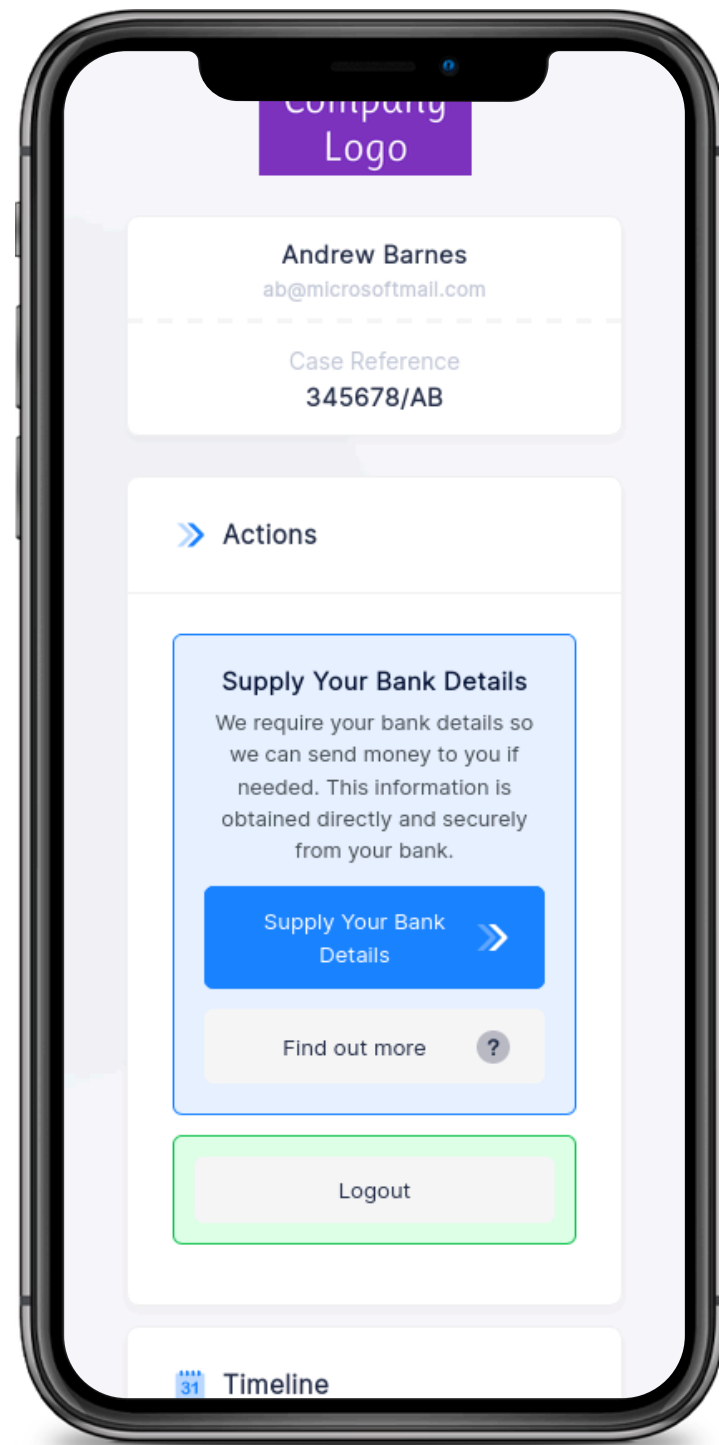 Company
Logo
Andrew Barnes
ab@microsoftmail.com
Case Reference
345678/AB
Actions
Supply Your Bank Details
We require your bank details so
we can send money to you if
needed. This information is
obtained directly and securely
from your bank.
Supply Your Bank
Details
Find out more
?
Logout
31
Timeline